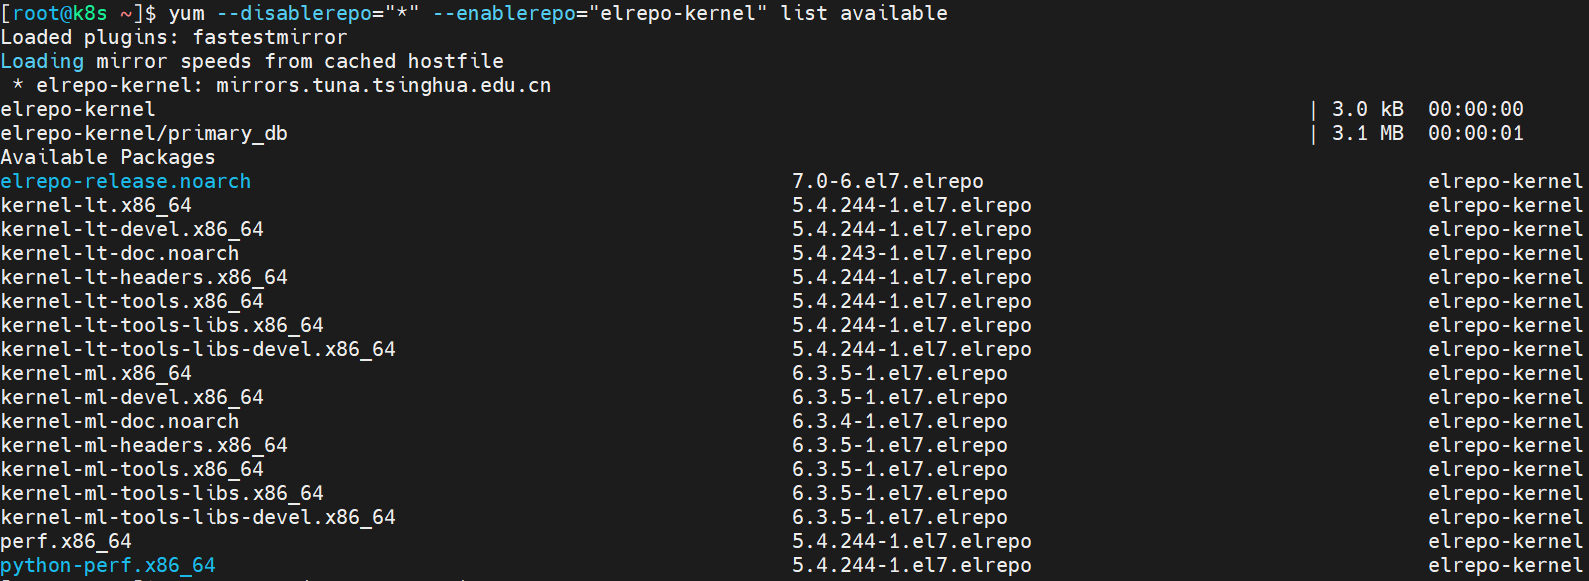 [root@k8s ~]$ yum --disablerepo="*" --enablerepo="elrepo-kernel" list available
Loaded plugins: fastestmirror
Loading mirror speeds from cached hostfile
 * elrepo-kernel: mirrors.tuna.tsinghua.edu.cn
elrepo-kernel | 3.0 kB 00:00:00
elrepo-kernel/primary_db | 3.1 MB 00:00:01
Available Packages
elrepo-release.noarch 7.0-6.el7.elrepo elrepo-kernel
kernel-lt.x86_64 5.4.244-1.el7.elrepo elrepo-kernel
kernel-lt-devel.x86_64 5.4.244-1.el7.elrepo elrepo-kernel
kernel-lt-doc.noarch 5.4.243-1.el7.elrepo elrepo-kernel
kernel-lt-headers.x86_64 5.4.244-1.el7.elrepo elrepo-kernel
kernel-lt-tools.x86_64 5.4.244-1.el7.elrepo elrepo-kernel
kernel-lt-tools-libs.x86_64 5.4.244-1.el7.elrepo elrepo-kernel
kernel-lt-tools-libs-devel.x86_64 5.4.244-1.el7.elrepo elrepo-kernel
kernel-ml.x86_64 6.3.5-1.el7.elrepo elrepo-kernel
kernel-ml-devel.x86_64 6.3.5-1.el7.elrepo elrepo-kernel
kernel-ml-doc.noarch 6.3.4-1.el7.elrepo elrepo-kernel
kernel-ml-headers.x86_64 6.3.5-1.el7.elrepo elrepo-kernel
kernel-ml-tools.x86_64 6.3.5-1.el7.elrepo elrepo-kernel
kernel-ml-tools-libs.x86_64 6.3.5-1.el7.elrepo elrepo-kernel
kernel-ml-tools-libs-devel.x86_64 6.3.5-1.el7.elrepo elrepo-kernel
perf.x86_64 5.4.244-1.el7.elrepo elrepo-kernel
python-perf.x86_64 5.4.244-1.el7.elrepo elrepo-kernel